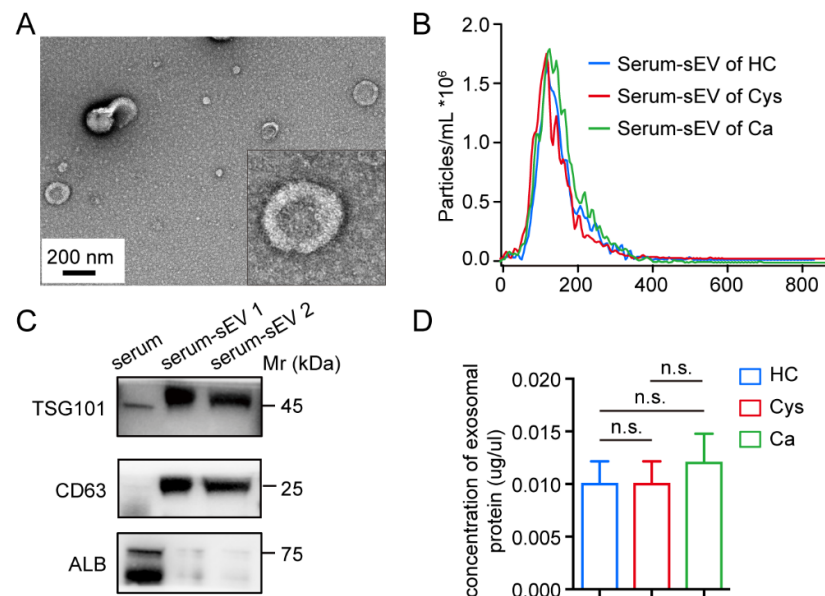 A
200 nm
B
2.0
1.5
1.0
0.5
0.0
Particles/mL *10⁶
0
200
400
600
800
Serum-sEV of HC
Serum-sEV of Cys
Serum-sEV of Ca
C
serum
serum-sEV 1
serum-sEV 2
Mr (kDa)
TSG101
45
CD63
25
ALB
75
D
concentration of exosomal
protein (ug/ul)
0.020
0.015
0.010
0.005
0.000
n.s.
n.s.
n.s.
HC
Cys
Ca